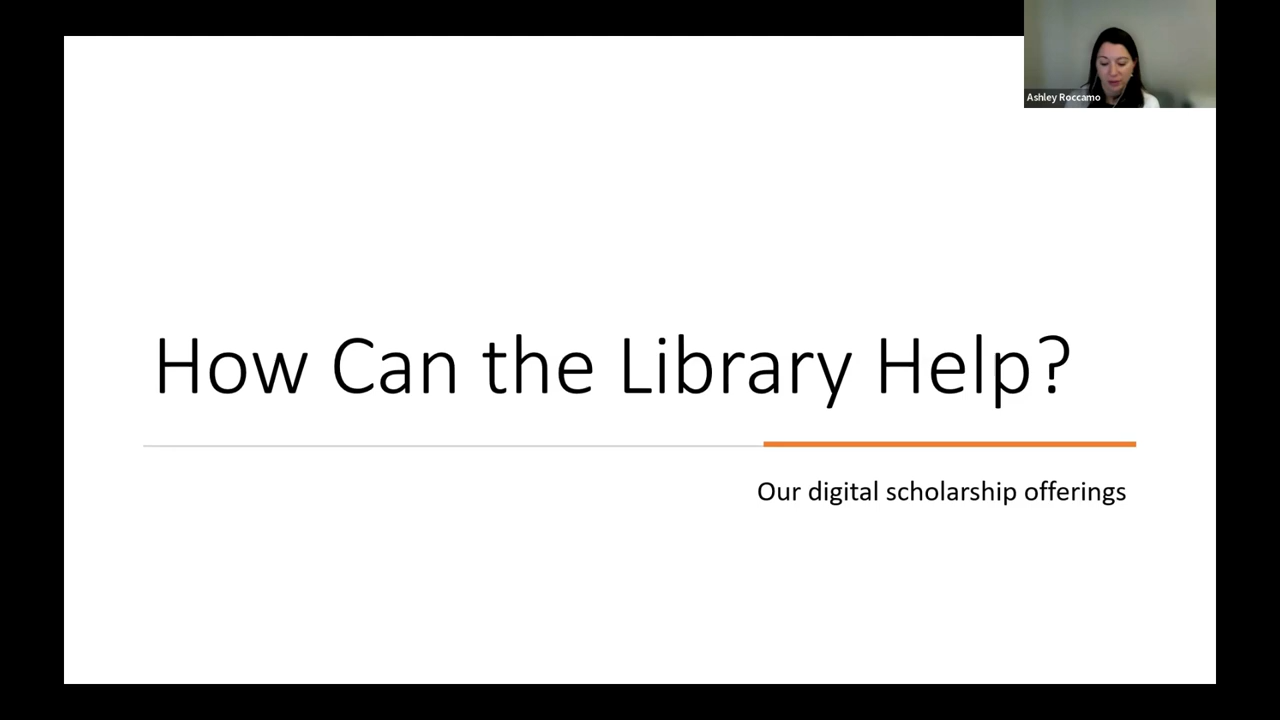 Ashley Roccamo
How Can the Library Help?
Our digital scholarship offerings